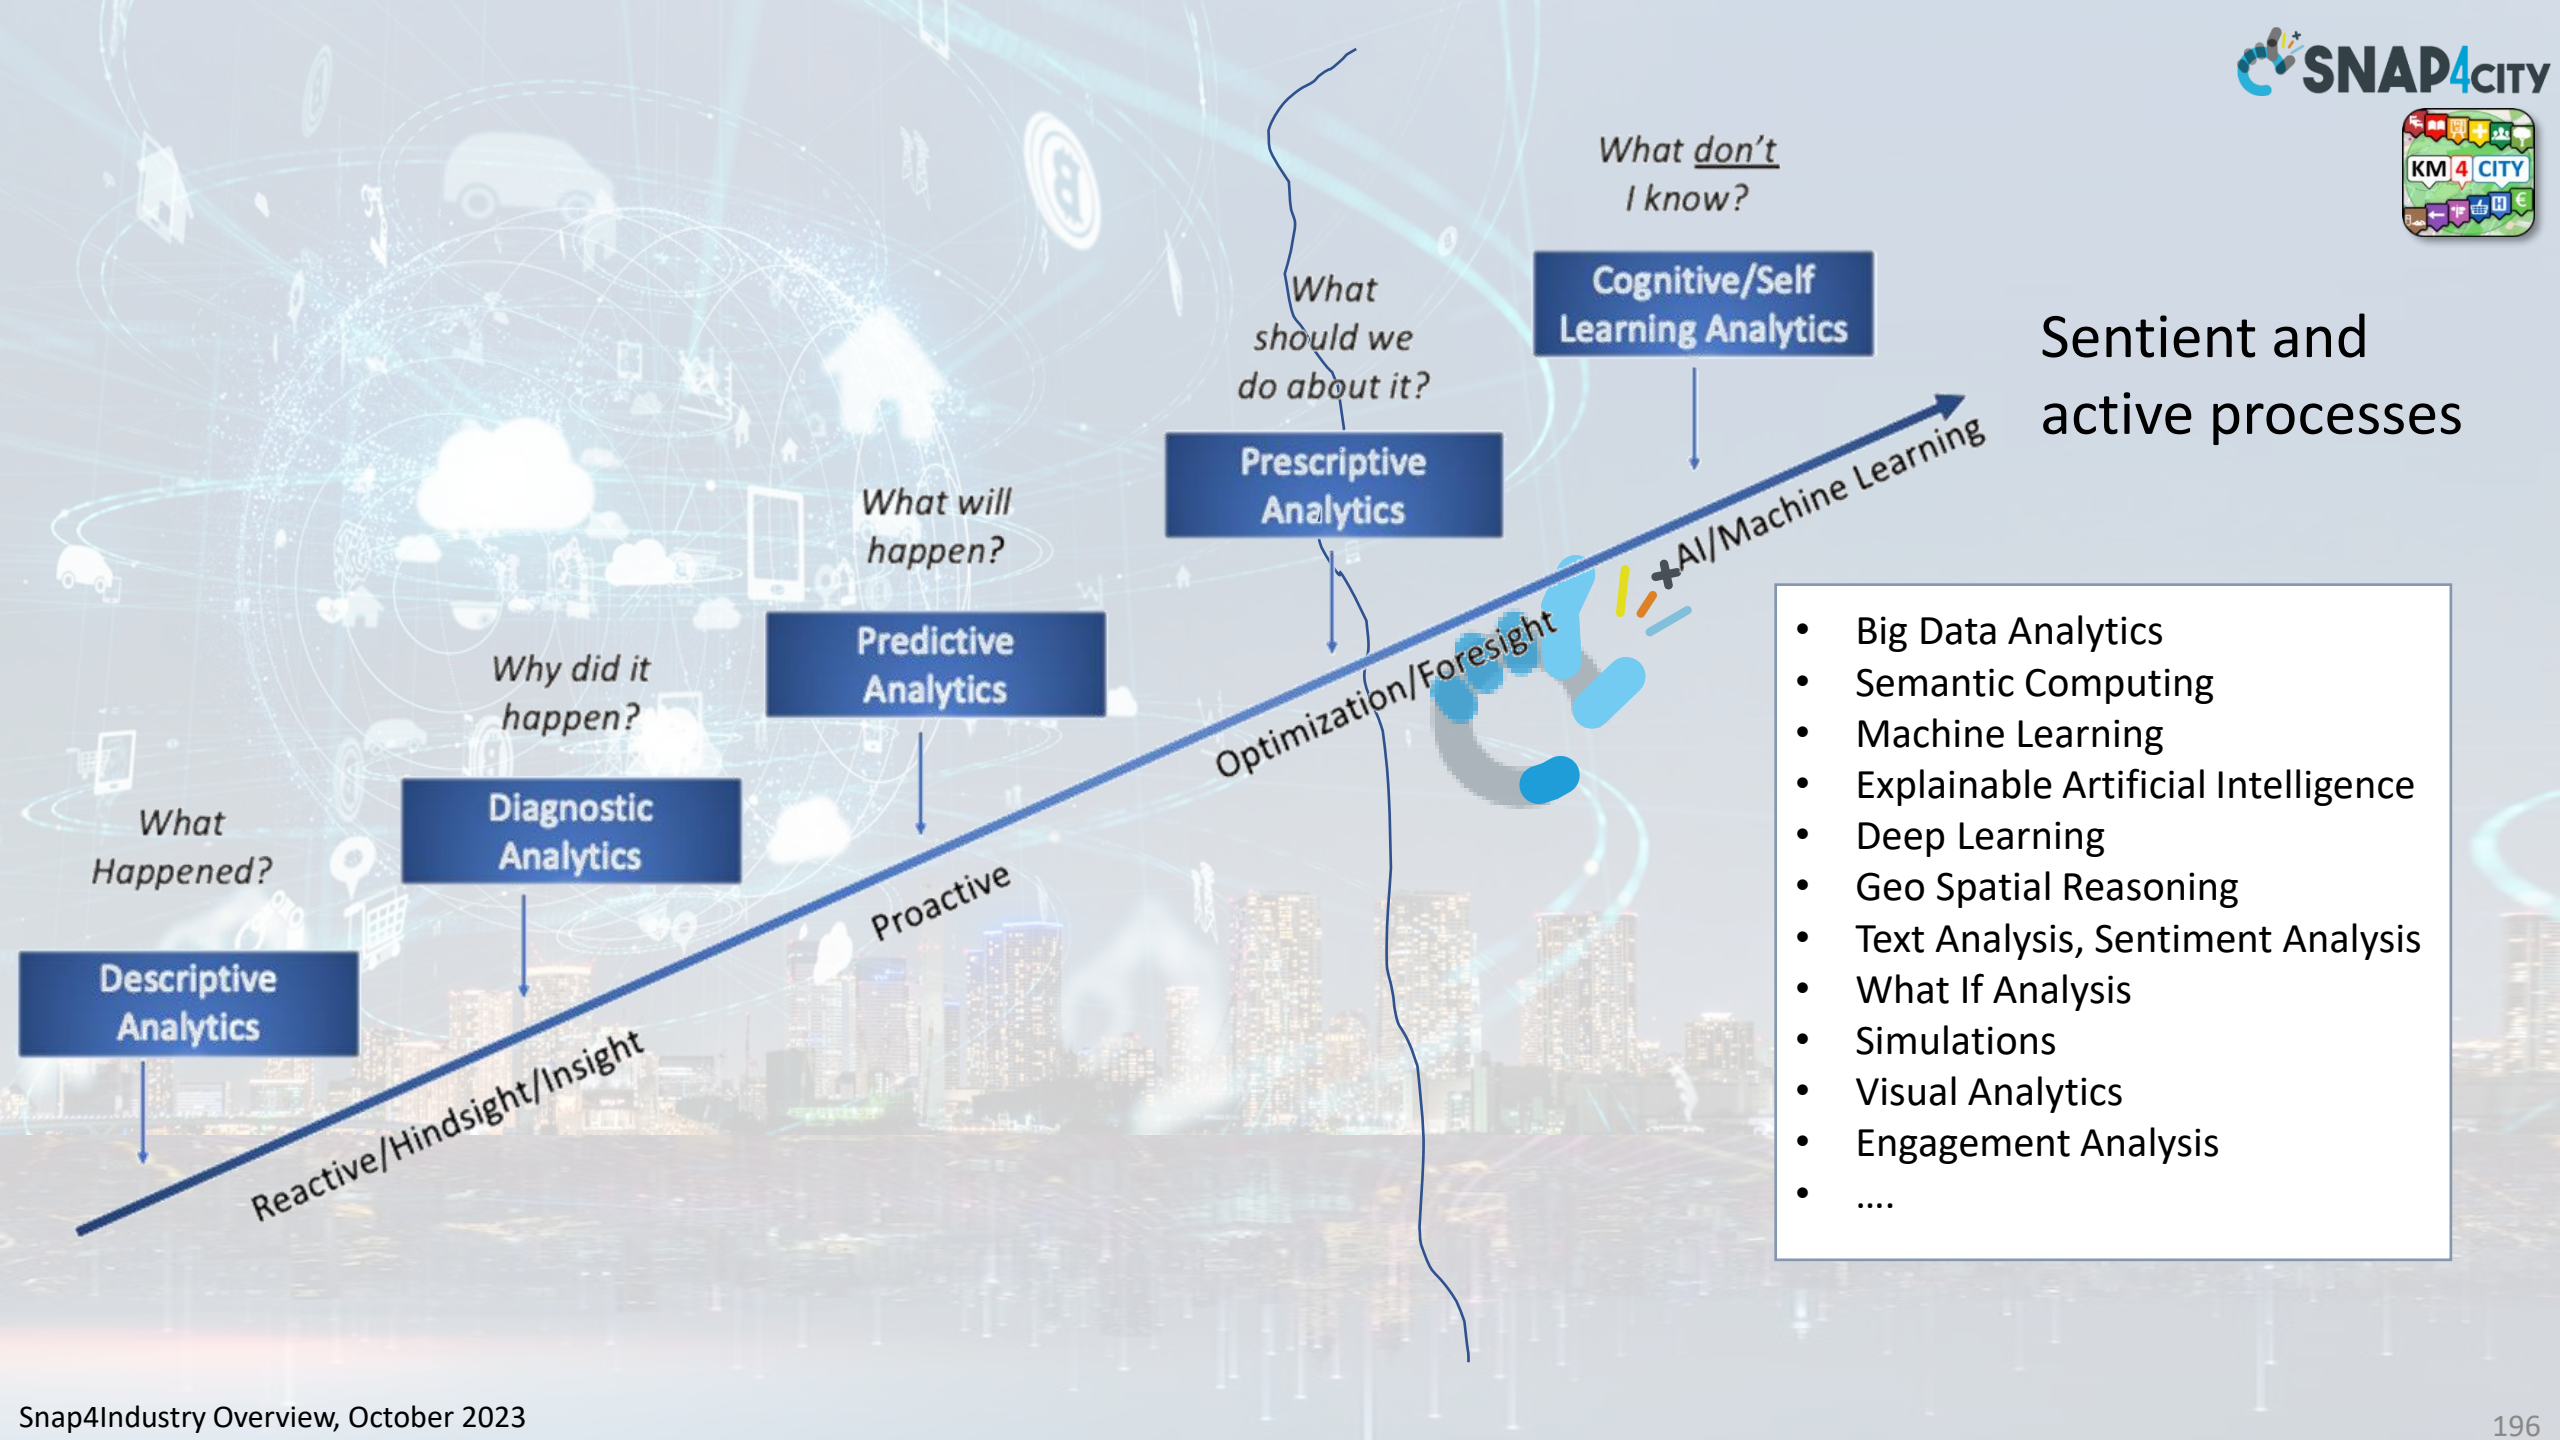 SNAP4CITY
KM 4 CITY
What don't
I know?
Cognitive/Self
Learning Analytics
Sentient and
active processes
What
should we
do about it?
Prescriptive
Analytics
AI/Machine Learning
What will
happen?
Predictive
Analytics
Optimization/Foresight
Why did it
happen?
Diagnostic
Analytics
Proactive
What
Happened?
Descriptive
Analytics
Reactive/Hindsight/Insight
• Big Data Analytics
• Semantic Computing
• Machine Learning
• Explainable Artificial Intelligence
• Deep Learning
• Geo Spatial Reasoning
• Text Analysis, Sentiment Analysis
• What If Analysis
• Simulations
• Visual Analytics
• Engagement Analysis
• ....
Snap4Industry Overview, October 2023
196